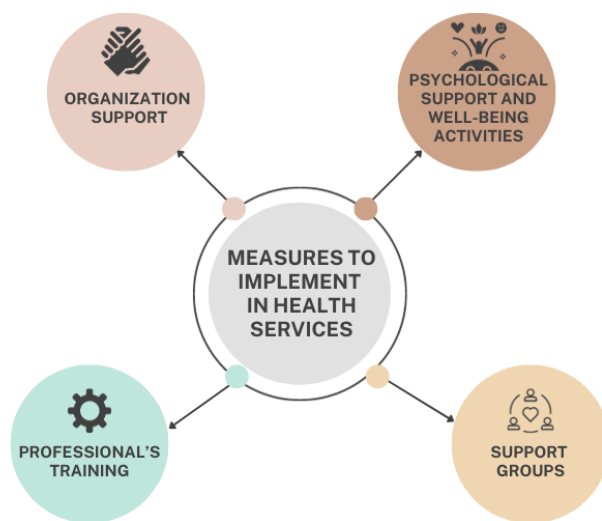 ORGANIZATION
SUPPORT
PSYCHOLOGICAL
SUPPORT AND
WELL-BEING
ACTIVITIES
MEASURES TO
IMPLEMENT
IN HEALTH
SERVICES
PROFESSIONAL'S
TRAINING
SUPPORT
GROUPS